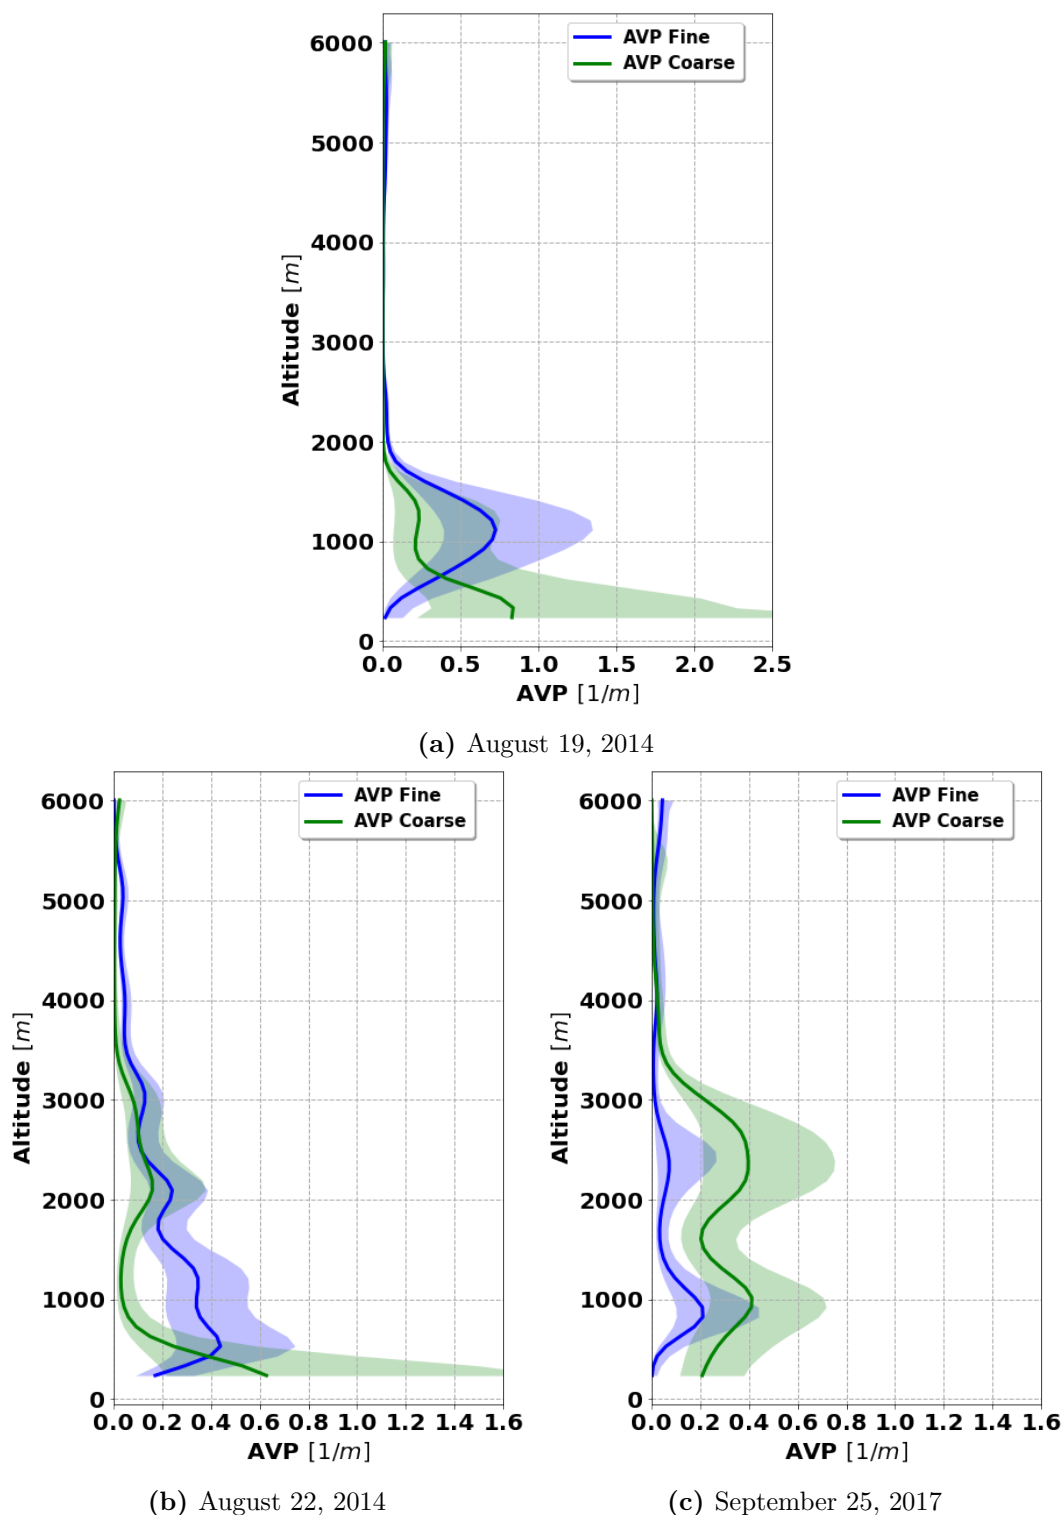 AVP Fine
AVP Coarse
6000
5000
4000
3000
2000
1000
0
Altitude [m]
0.0 0.5 1.0 1.5 2.0 2.5
AVP [1/m]
(a) August 19, 2014
AVP Fine
AVP Coarse
6000
5000
4000
3000
2000
1000
0
Altitude [m]
0.0 0.2 0.4 0.6 0.8 1.0 1.2 1.4 1.6
AVP [1/m]
(b) August 22, 2014
AVP Fine
AVP Coarse
6000
5000
4000
3000
2000
1000
0
Altitude [m]
0.0 0.2 0.4 0.6 0.8 1.0 1.2 1.4 1.6
AVP [1/m]
(c) September 25, 2017